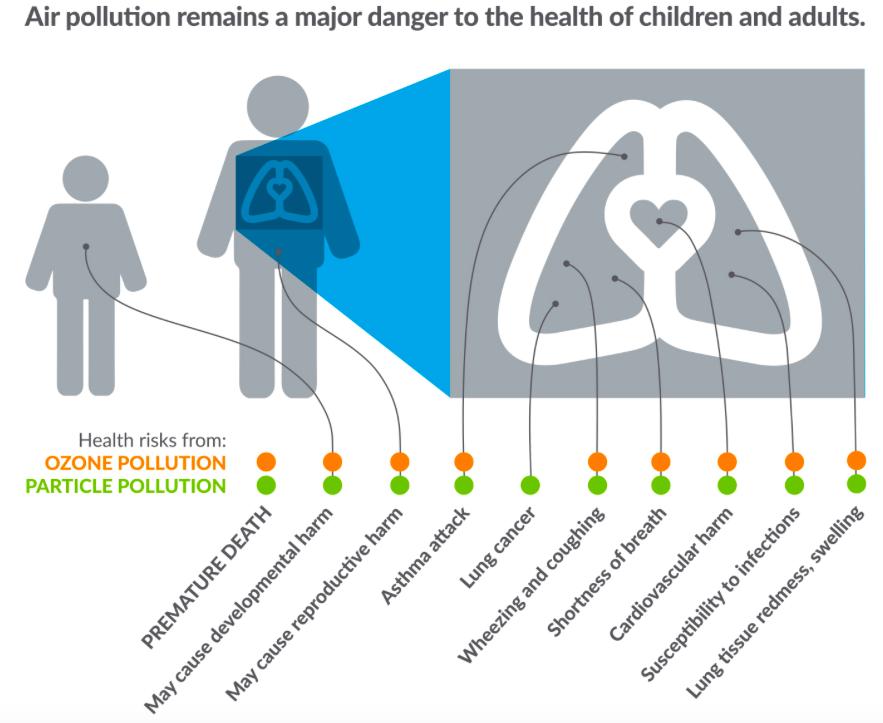 Air pollution remains a major danger to the health of children and adults.
Health risks from:
OZONE POLLUTION
PARTICLE POLLUTION
PREMATURE DEATH
May cause developmental harm
May cause reproductive harm
Asthma attack
Lung cancer
Wheezing and coughing
Shortness of breath
Cardiovascular harm
Susceptibility to infections
Lung tissue redness, swelling